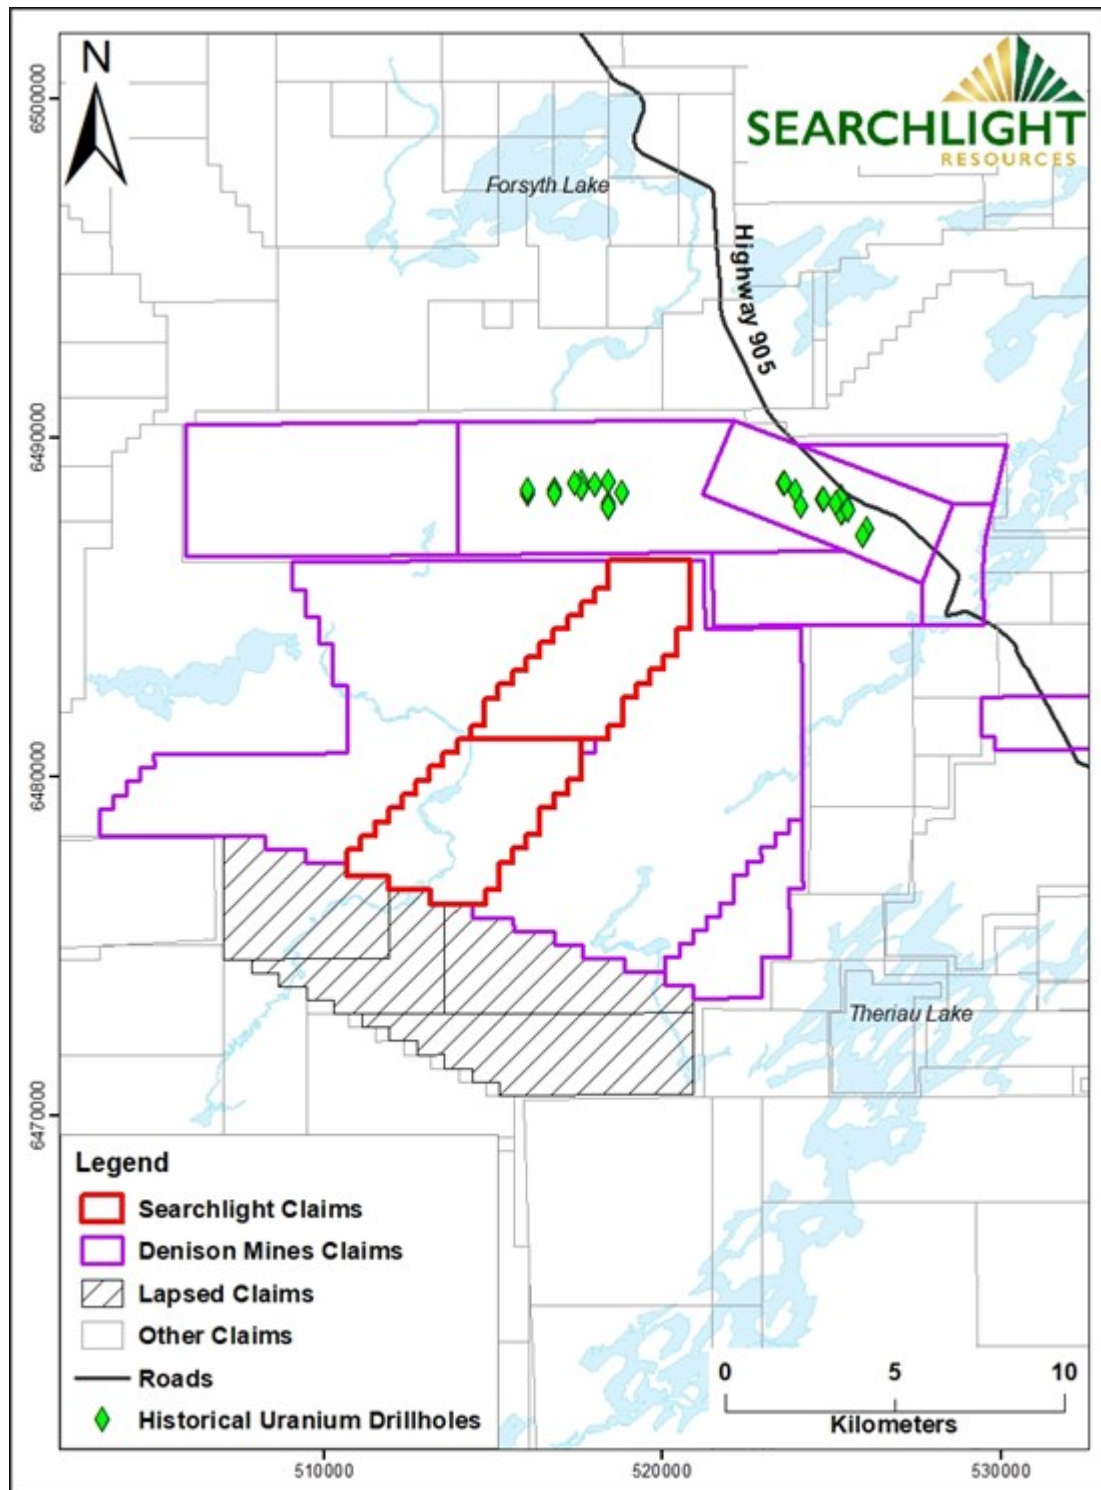 N
SEARCHLIGHT
RESOURCES
Forsyth Lake
Highway 905
Theriau Lake
6500000
6490000
6480000
6470000
Legend
Searchlight Claims
Denison Mines Claims
Lapsed Claims
Other Claims
Roads
Historical Uranium Drillholes
0 5 10
Kilometers
510000 520000 530000